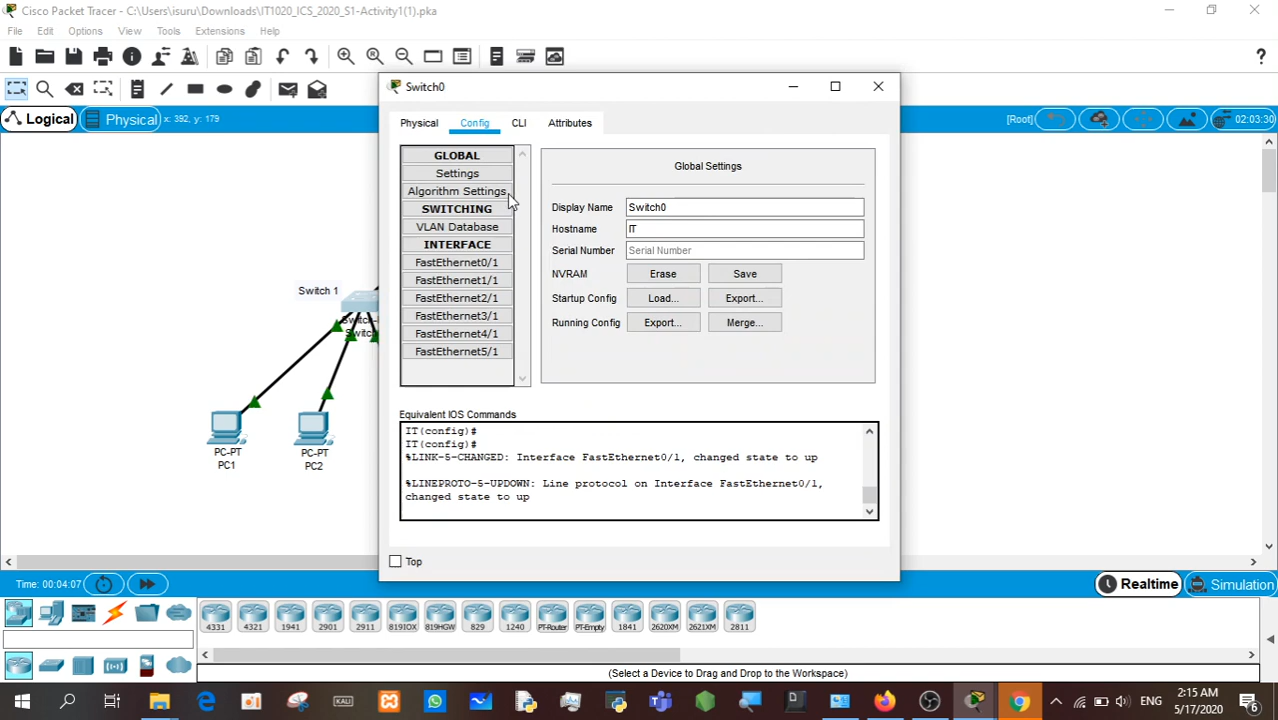 Cisco Packet Tracer - C:\Users\isuru\Downloads\IT1020_ICS_2020_S1-Activity1(1).pka
File Edit Options View Tools Extensions Help
?
Logical Physical x: 392, y: 179 [Root] 02:03:30
Switch0
Physical Config CLI Attributes
GLOBAL
Settings
Algorithm Settings
SWITCHING
VLAN Database
INTERFACE
FastEthernet0/1
FastEthernet1/1
FastEthernet2/1
FastEthernet3/1
FastEthernet4/1
FastEthernet5/1
Global Settings
Display Name Switch0
Hostname IT
Serial Number Serial Number
NVRAM Erase Save
Startup Config Load... Export...
Running Config Export... Merge...
Equivalent IOS Commands
IT(config)#
IT(config)#
%LINK-5-CHANGED: Interface FastEthernet0/1, changed state to up
%LINEPROTO-5-UPDOWN: Line protocol on Interface FastEthernet0/1,
changed state to up
Top
Switch 1
PC-PT
PC1
PC-PT
PC2
Time: 00:04:07 Realtime Simulation
4331 4321 1941 2901 2911 819IOX 819HGW 829 1240 PT-Router PT-Empty 1841 2620XM 2621XM 2811
(Select a Device to Drag and Drop to the Workspace)
KALI
ENG
2:15 AM
5/17/2020
6